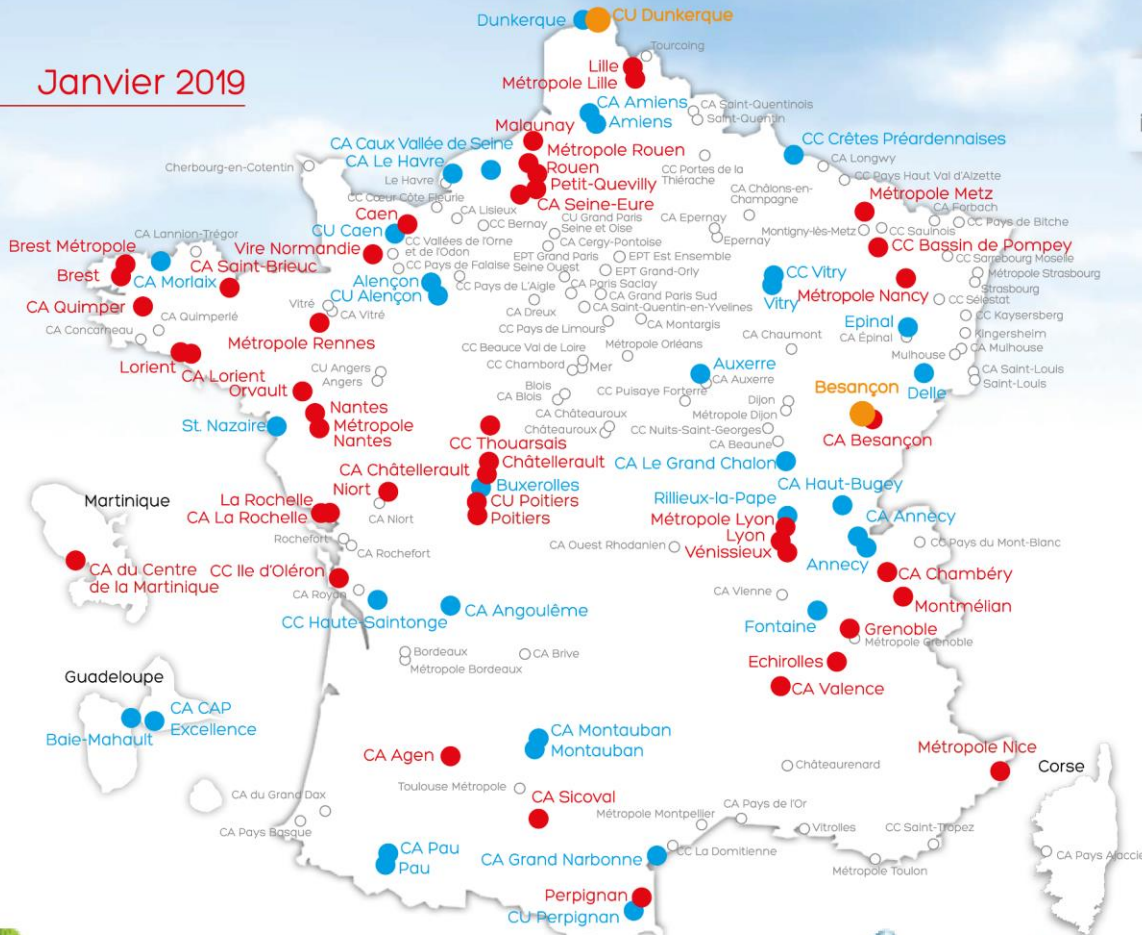 Janvier 2019
Dunkerque
CU Dunkerque
Tourcoing
Lille
Métropole Lille
CA Amiens
Amiens
CA Saint-Quentinois
Saint-Quentin
Malaunay
CA Caux Vallée de Seine
CA Le Havre
Le Havre
Métropole Rouen
Rouen
Petit-Quevilly
CA Seine-Eure
CC Portes de la
Thiérache
CC Crêtes Préardennaises
CA Longwy
CC Pays Haut Val d'Alzette
Métropole Metz
CA Forbach
CC Pays de Bitche
Montigny-lès-Metz
CC Saulnois
CC Bassin de Pompey
CC Sarrebourg Moselle
Métropole Strasbourg
Strasbourg
Métropole Nancy
CC Sélestat
CC Kaysersberg
Kingersheim
CA Mulhouse
Mulhouse
CA Saint-Louis
Saint-Louis
Epinal
CA Épinal
Delle
Cherbourg-en-Cotentin
CC Cœur Côte Fleurie
CA Lisieux
CC Bernay
Caen
CU Caen
Vire Normandie
CC Vallées de l'Orne
et de l'Odon
CC Pays de Falaise
CC Pays de L'Aigle
Alençon
CU Alençon
CU Grand Paris
Seine et Oise
CA Cergy-Pontoise
EPT Grand Paris
Seine Ouest
EPT Est Ensemble
EPT Grand-Orly
CA Paris Saclay
CA Grand Paris Sud
CA Saint-Quentin-en-Yvelines
CA Dreux
CC Pays de Limours
CA Montargis
CA Châlons-en-
Champagne
CA Epernay
Epernay
CC Vitry
Vitry
CA Chaumont
Brest Métropole
Brest
CA Lannion-Trégor
CA Morlaix
CA Saint-Brieuc
CA Quimper
CA Quimperlé
CA Concarneau
Lorient
CA Lorient
Vitré
CA Vitré
Métropole Rennes
CU Angers
Angers
Orvault
Nantes
Métropole
Nantes
St. Nazaire
CC Beauce Val de Loire
CC Chambord
Mer
Métropole Orléans
Blois
CA Blois
CC Puisaye Forterre
Auxerre
CA Auxerre
CA Châteauroux
Châteauroux
Dijon
Métropole Dijon
CC Nuits-Saint-Georges
CA Beaune
Besançon
CA Besançon
CC Thouarsais
Châtellerault
CA Châtellerault
Buxerolles
CU Poitiers
Poitiers
Niort
CA Niort
La Rochelle
CA La Rochelle
Rochefort
CA Rochefort
CC Ile d'Oléron
CA Royan
CC Haute-Saintonge
CA Angoulême
CA Le Grand Chalon
CA Haut-Bugey
Rillieux-la-Pape
Métropole Lyon
Lyon
Vénissieux
CA Ouest Rhodanien
CA Annecy
Annecy
CC Pays du Mont-Blanc
CA Chambéry
Montmélian
CA Vienne
Fontaine
Grenoble
Métropole Grenoble
Echirolles
CA Valence
Martinique
CA du Centre
de la Martinique
Guadeloupe
CA CAP
Excellence
Baie-Mahault
Bordeaux
Métropole Bordeaux
CA Brive
CA Agen
CA Montauban
Montauban
Toulouse Métropole
CA Sicoval
CA du Grand Dax
CA Pays Basque
CA Pau
Pau
CA Grand Narbonne
CC La Domitienne
Métropole Montpellier
CA Pays de l'Or
Châteaurenard
Vitrolles
CC Saint-Tropez
Métropole Toulon
Métropole Nice
Corse
CA Pays Ajaccie
Perpignan
CU Perpignan